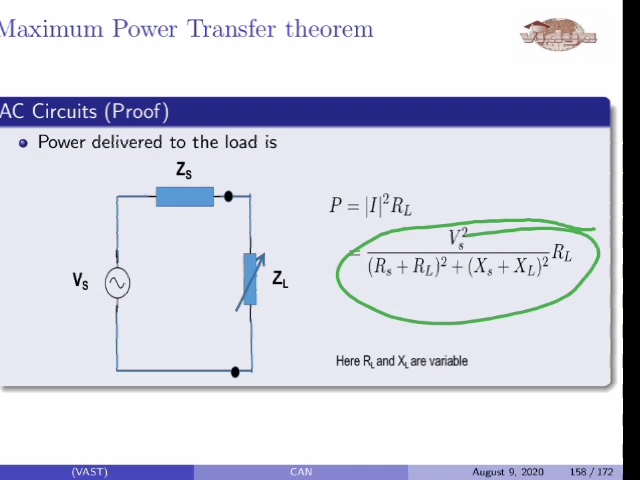 Maximum Power Transfer theorem
AC Circuits (Proof)
Power delivered to the load is
Z_S
P = |I|²R_L
= V_s² / ((R_s + R_L)² + (X_s + X_L)²) R_L
V_S
Z_L
Here R_L and X_L are variable
(VAST) CAN August 9, 2020 158 / 172